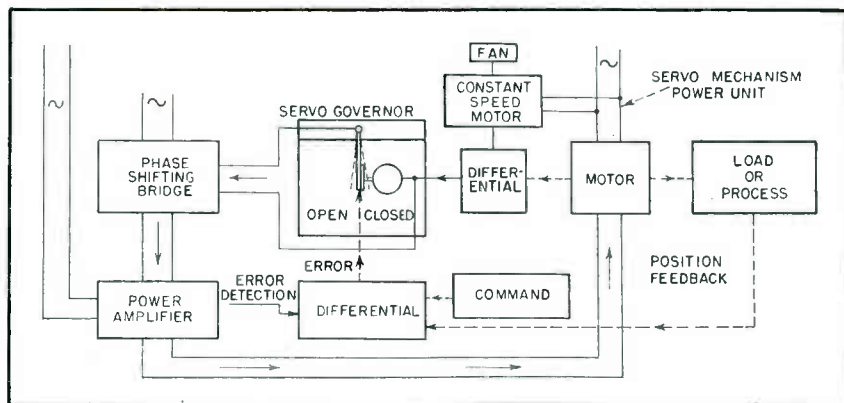 FAN
CONSTANT
SPEED
MOTOR
SERVO MECHANISM
POWER UNIT
SERVO GOVERNOR
PHASE
SHIFTING
BRIDGE
OPEN CLOSED
DIFFER-
ENTIAL
MOTOR
LOAD
OR
PROCESS
ERROR
POSITION
FEEDBACK
POWER
AMPLIFIER
ERROR
DETECTION
DIFFERENTIAL
COMMAND